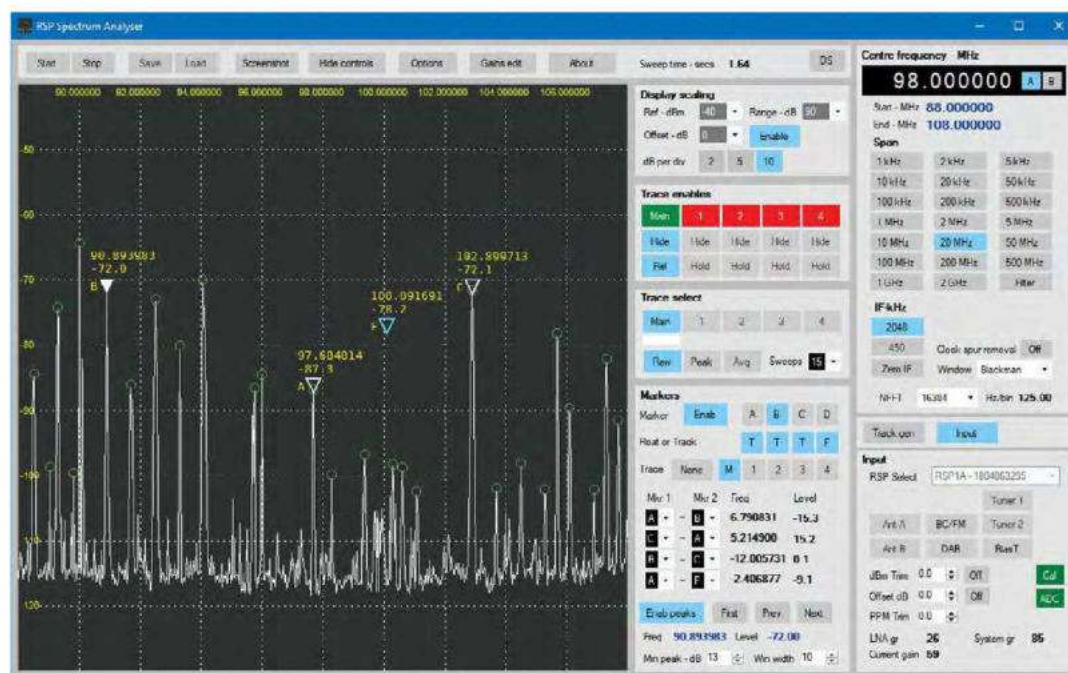 RSP Spectrum Analyser
Start Stop Save Load Screenshot Hide controls Options Gains edit About
Sweep time - secs 1.64 DS
90.000000 92.000000 94.000000 96.000000 98.000000 100.000000 102.000000 104.000000 106.000000
-50
-60
-70
-80
-90
-100
-110
-120
90.893983
-72.0
B
102.899713
-72.1
C
100.091691
-78.2
F
97.684814
-87.3
A
Display scaling
Ref - dBm -40 Range - dB 90
Offset - dB 0 Enable
dB per div 2 5 10
Trace enables
Main 1 2 3 4
Hide Hide Hide Hide Hide
Ref Hold Hold Hold Hold
Trace select
Main 1 2 3 4
Raw Peak Avg Sweeps 15
Markers
Marker Enab A B C D
Float or Track T T T F
Trace None M 1 2 3 4
Mkr 1 Mkr 2 Freq Level
A - B 6.790831 -15.3
C - A 5.214900 15.2
B - C -12.005731 0.1
A - F -2.406877 -9.1
Enab peaks First Prev Next
Freq 90.893983 Level -72.00
Min peak - dB 13 Win width 10
Centre frequency MHz
98.000000 A B
Start - MHz 88.000000
End - MHz 108.000000
Span
1 kHz 2 kHz 5 kHz
10 kHz 20 kHz 50 kHz
100 kHz 200 kHz 500 kHz
1 MHz 2 MHz 5 MHz
10 MHz 20 MHz 50 MHz
100 MHz 200 MHz 500 MHz
1 GHz 2 GHz Filter
IF-kHz
2048
450 Clock spur removal Off
Zero IF Window Blackman
NFFT 16384 Hz/bin 125.00
Track gen Input
Input
RSP Select RSP1A - 1804063295
Tuner 1
Ant A BC/FM Tuner 2
Ant B DAB BiasT
dBm Trim 0.0 Off Cal
Offset dB 0.0 Off ADC
PPM Trim 0.0
LNA gr 26 System gr 85
Current gain 59